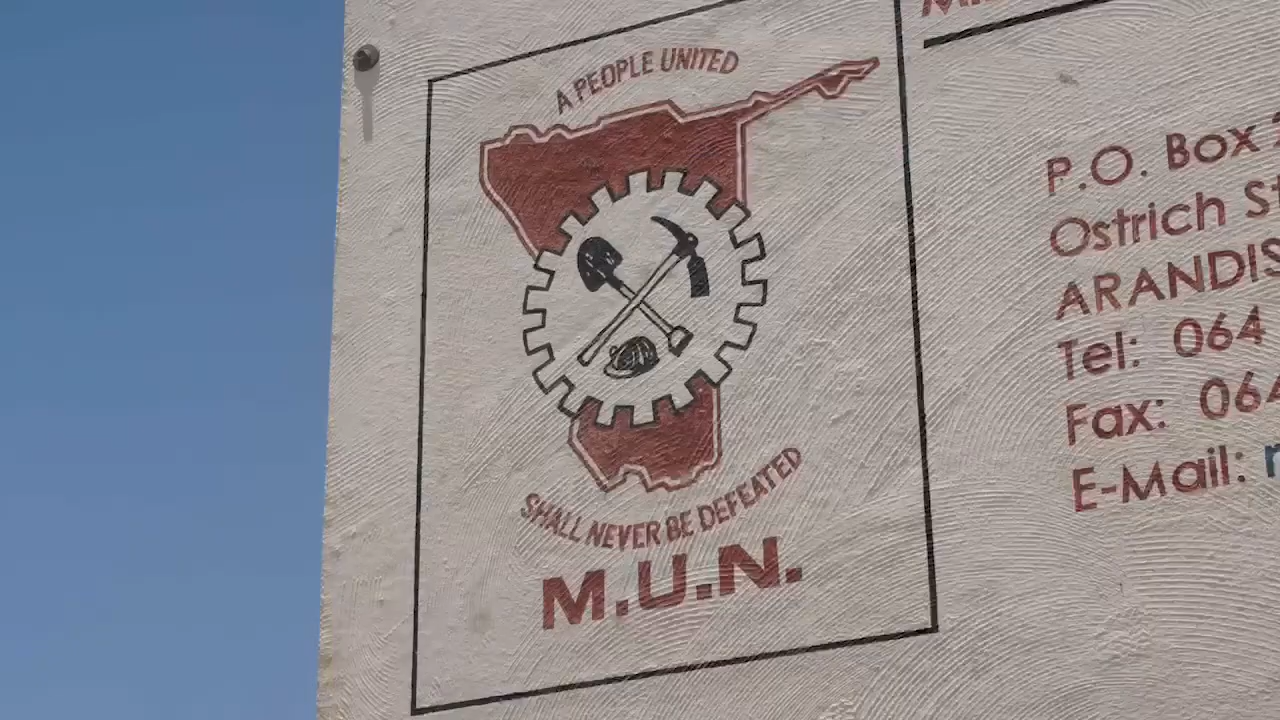 A PEOPLE UNITED
SHALL NEVER BE DEFEATED
M.U.N.
P.O. Box
Ostrich
ARANDIS
Tel: 064
Fax: 064
E-Mail: